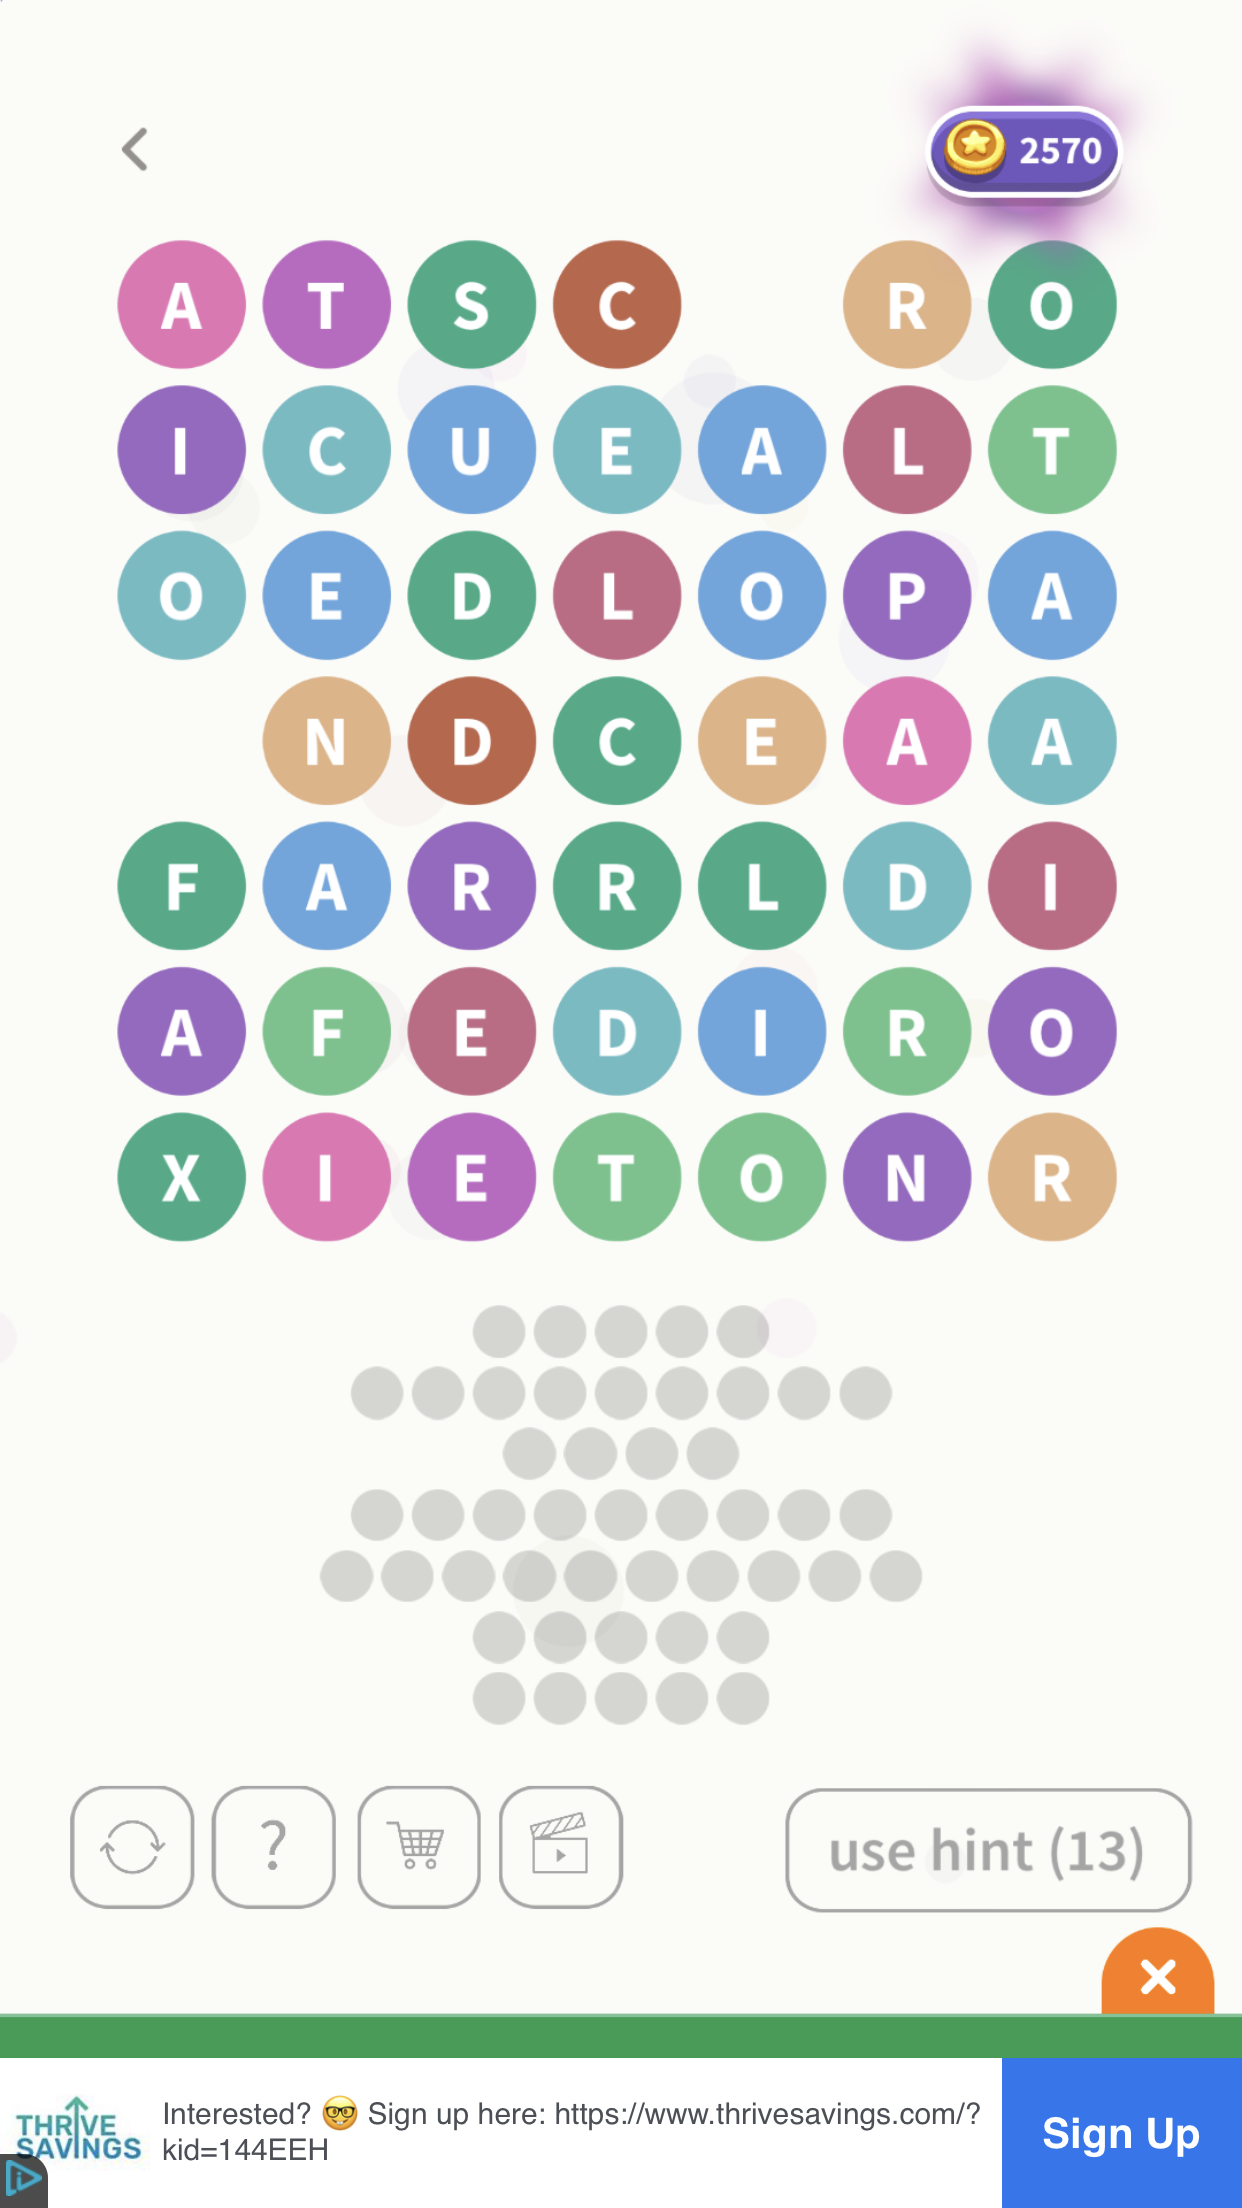 2570
A T S C R O
I C U E A L T
O E D L O P A
N D C E A A
F A R R L D I
A F E D I R O
X I E T O N R
?
use hint (13)
THRIVE
SAVINGS
Interested? 🤓 Sign up here: https://www.thrivesavings.com/?
kid=144EEH
Sign Up